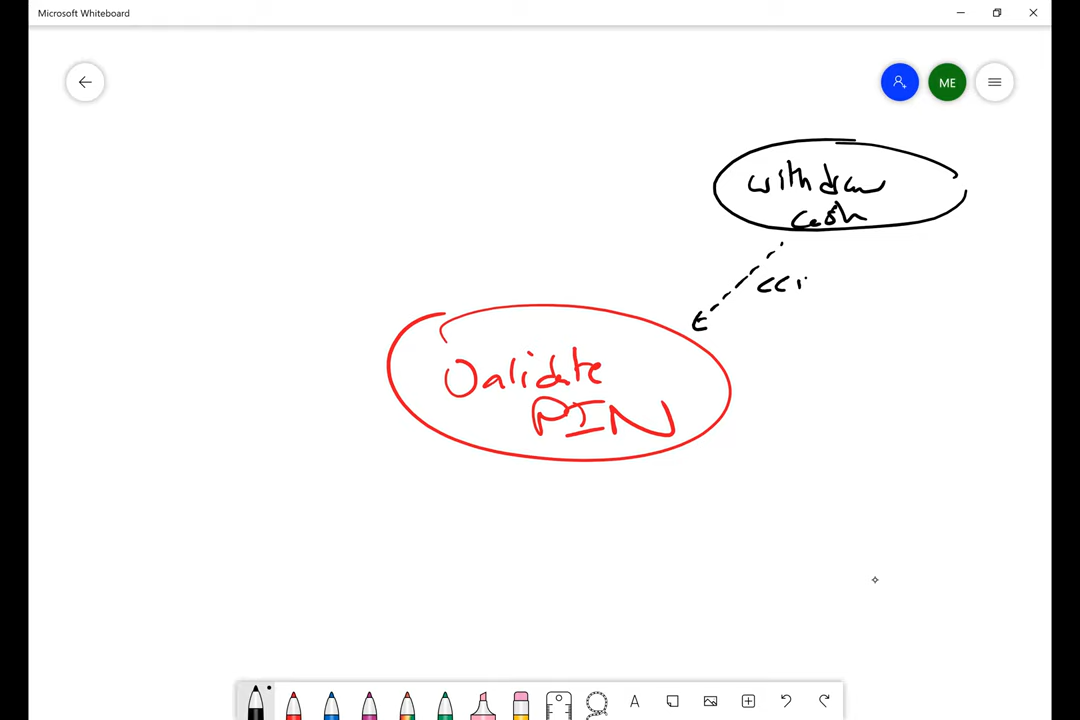 Microsoft Whiteboard
ME
withdraw
cash
<<i
Validate
PIN
A